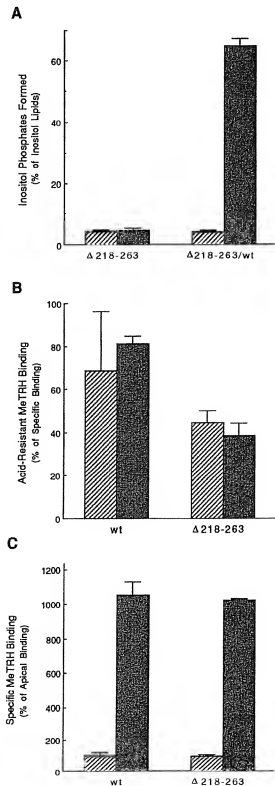 A
Inositol Phosphates Formed
(% of Inositol Lipids)
60
40
20
0
Δ218-263
Δ218-263/wt
B
Acid-Resistant MeTRH Binding
(% of Specific Binding)
100
80
60
40
20
0
wt
Δ218-263
C
Specific MeTRH Binding
(% of Apical Binding)
1200
1000
800
600
400
200
0
wt
Δ218-263